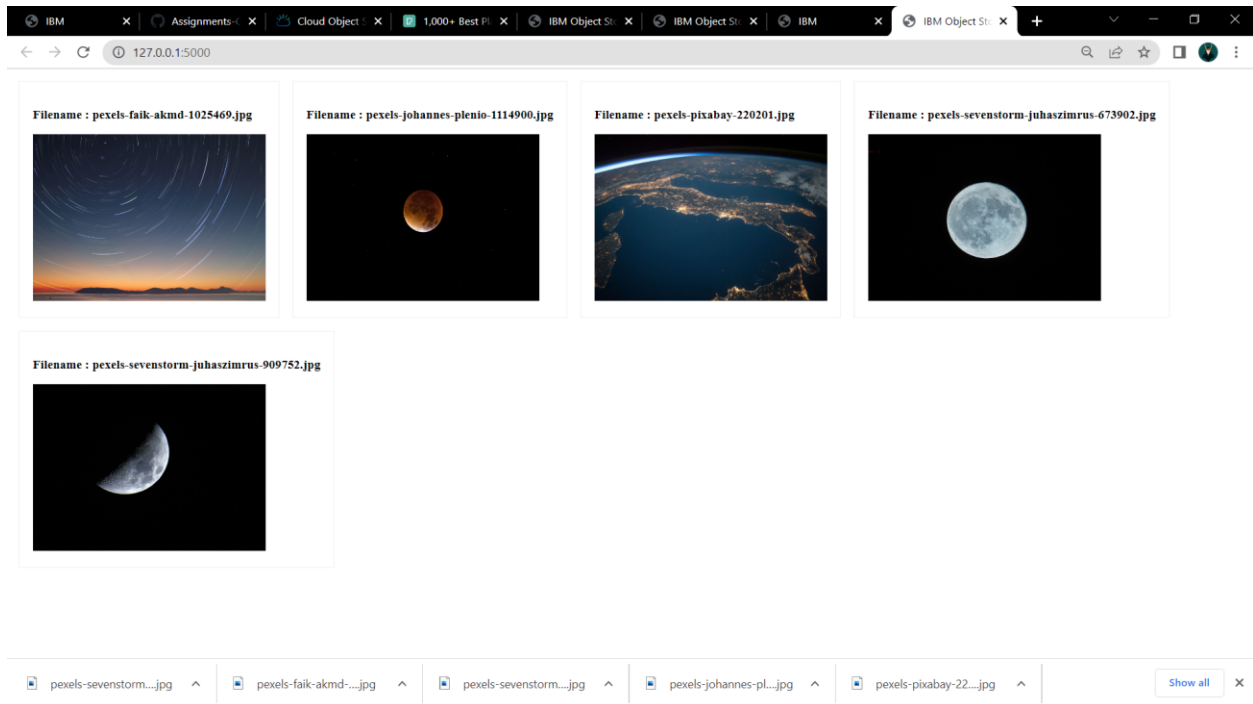 IBM
Assignments-
Cloud Object S
1,000+ Best Pl
IBM Object Sto
IBM Object Sto
IBM
IBM Object Sto
127.0.0.1:5000
Filename : pexels-faik-akmd-1025469.jpg
Filename : pexels-johannes-plenio-1114900.jpg
Filename : pexels-pixabay-220201.jpg
Filename : pexels-sevenstorm-juhaszimrus-673902.jpg
Filename : pexels-sevenstorm-juhaszimrus-909752.jpg
pexels-sevenstorm....jpg
pexels-faik-akmd-....jpg
pexels-sevenstorm....jpg
pexels-johannes-pl....jpg
pexels-pixabay-22....jpg
Show all